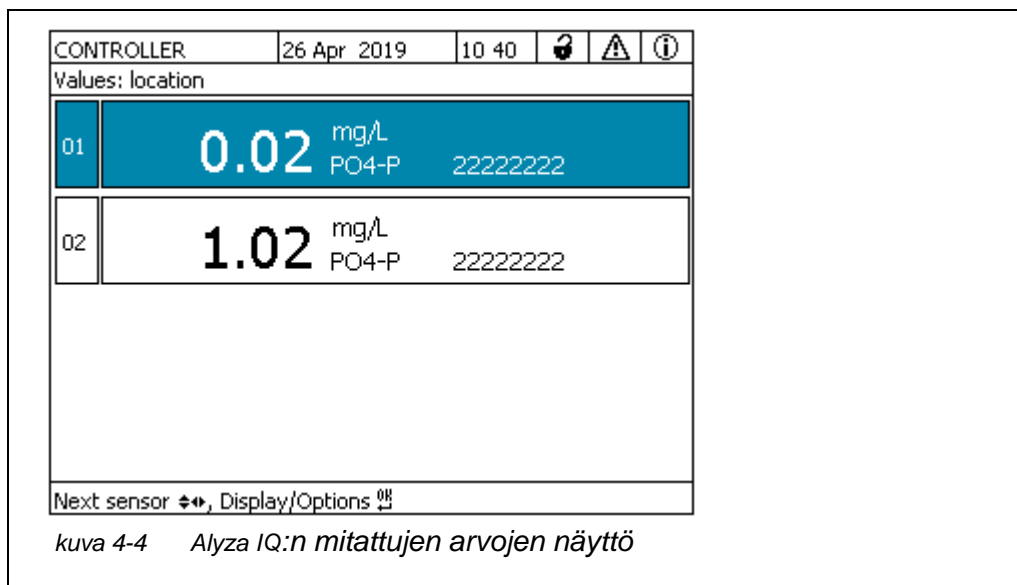 CONTROLLER 26 Apr 2019 10 40
Values: location
01 0.02 mg/L PO4-P 22222222
02 1.02 mg/L PO4-P 22222222
Next sensor, Display/Options OK
kuva 4-4 Alyza IQ:n mitattujen arvojen näyttö